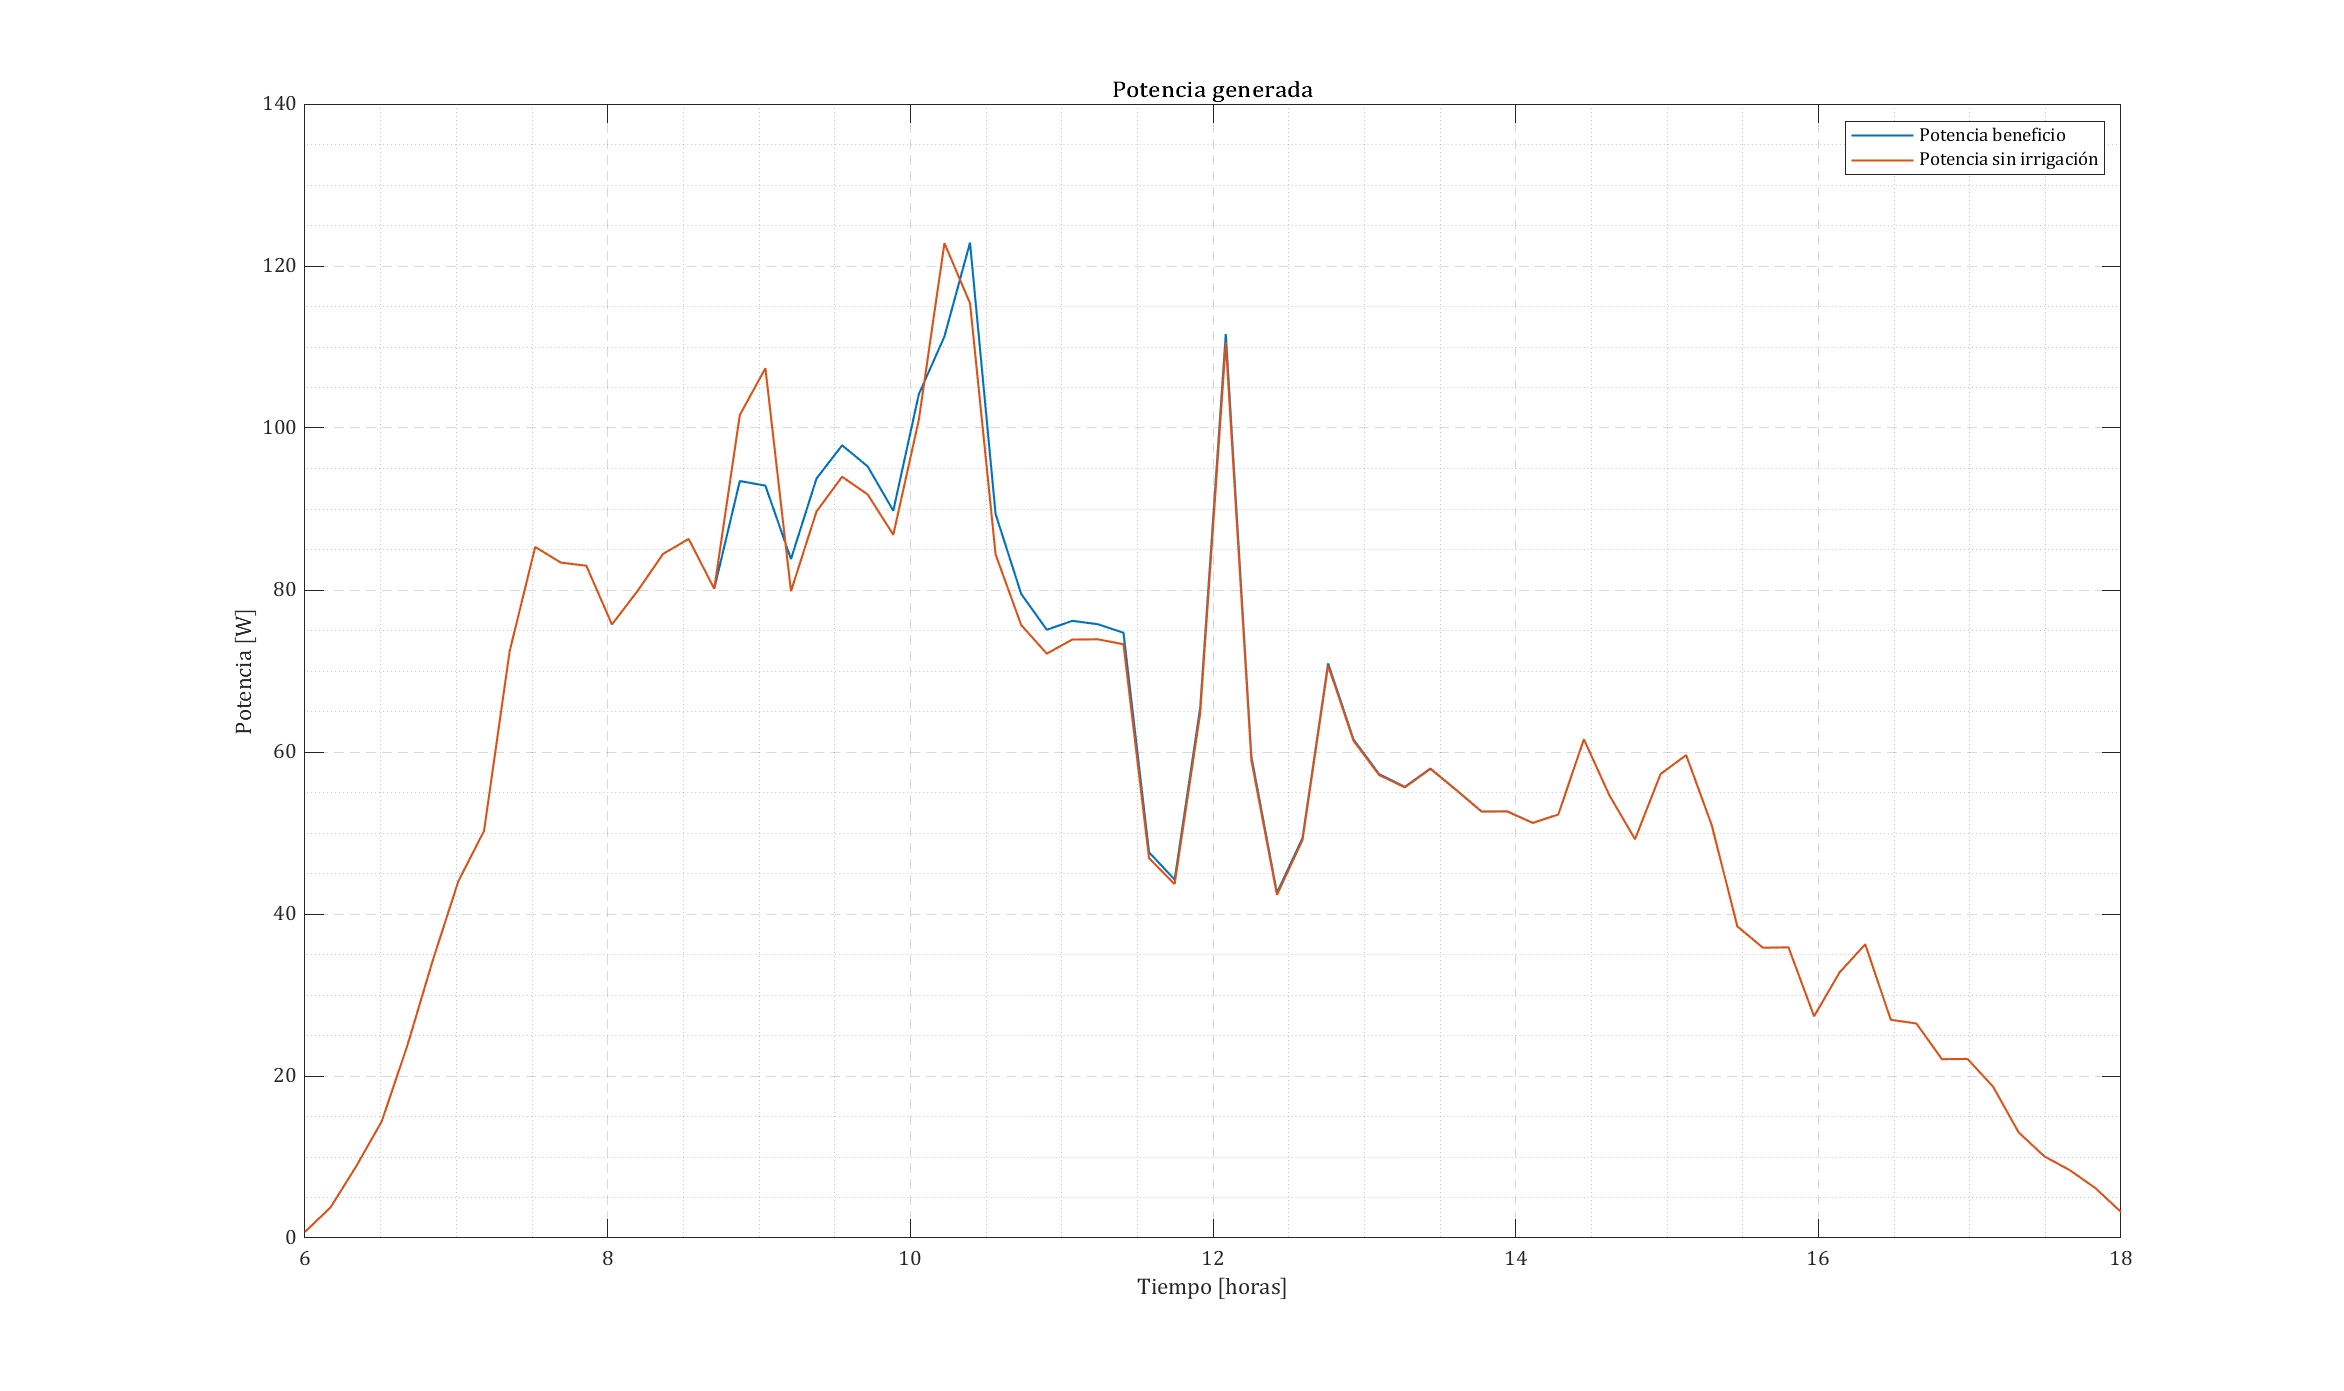 Potencia generada
140
120
100
80
60
40
20
0
Potencia [W]
Potencia beneficio
Potencia sin irrigación
6 8 10 12 14 16 18
Tiempo [horas]